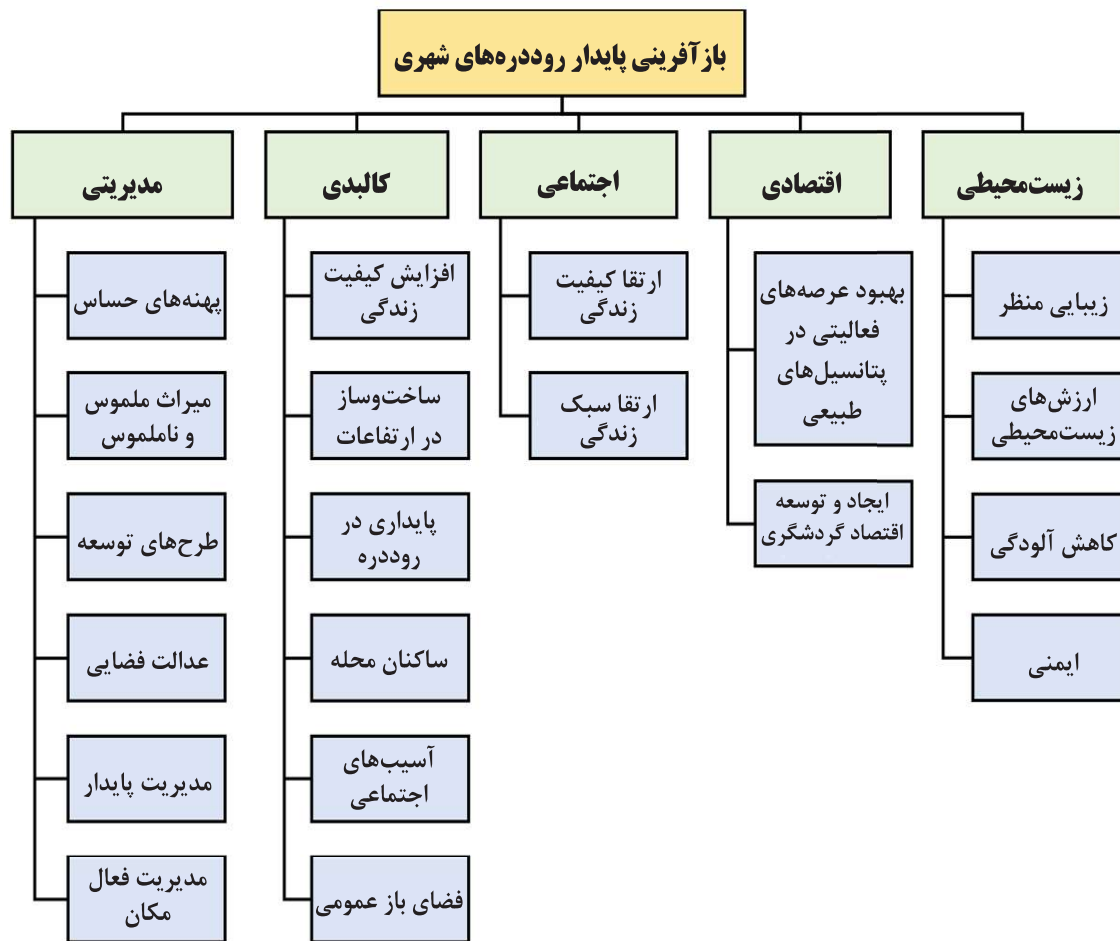 بازآفرینی پایدار روددره‌های شهری
زیست‌محیطی
زیبایی منظر
ارزش‌های
زیست‌محیطی
کاهش آلودگی
ایمنی
اقتصادی
بهبود عرصه‌های
فعالیتی در
پتانسیل‌های
طبیعی
ایجاد و توسعه
اقتصاد گردشگری
اجتماعی
ارتقا کیفیت
زندگی
ارتقا سبک
زندگی
کالبدی
افزایش کیفیت
زندگی
ساخت‌وساز
در ارتفاعات
پایداری در
روددره
ساکنان محله
آسیب‌های
اجتماعی
فضای باز عمومی
مدیریتی
پهنه‌های حساس
میراث ملموس
و ناملموس
طرح‌های توسعه
عدالت فضایی
مدیریت پایدار
مدیریت فعال
مکان